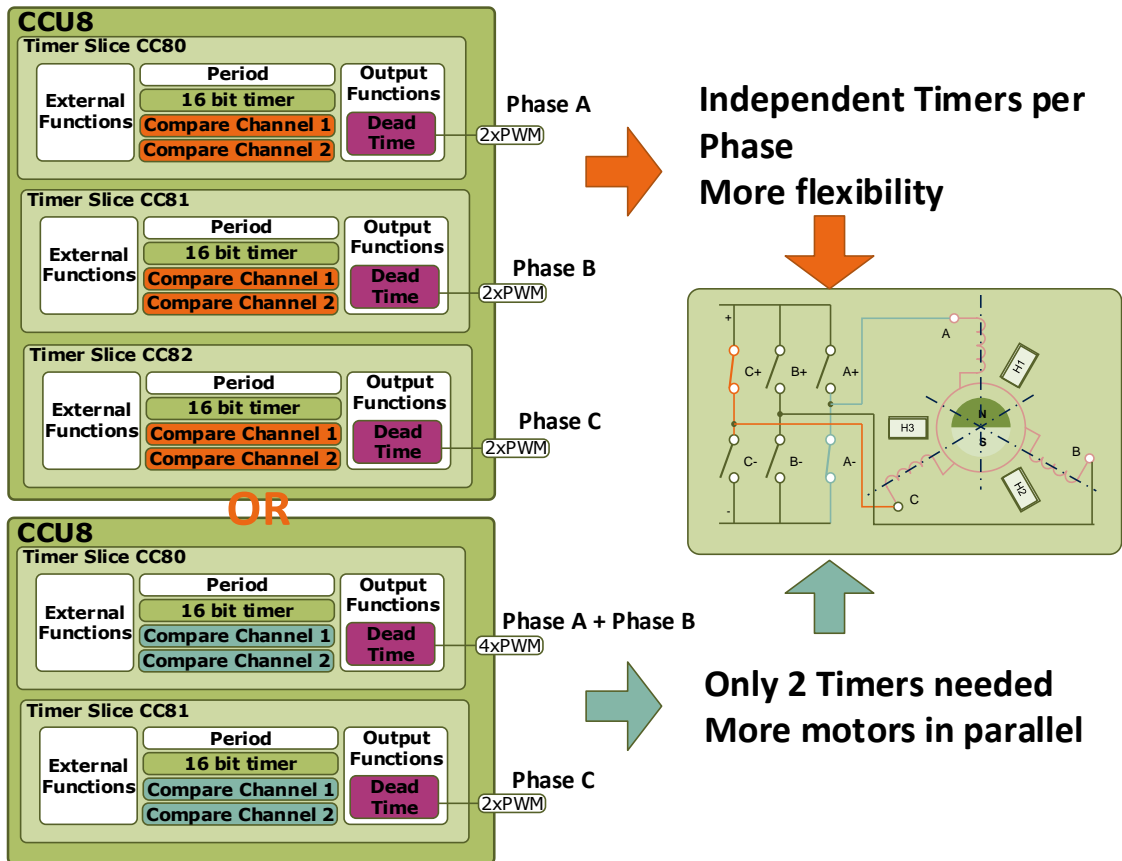 CCU8
Timer Slice CC80
External
Functions
Period
16 bit timer
Compare Channel 1
Compare Channel 2
Output
Functions
Dead
Time
2xPWM
Phase A
Timer Slice CC81
External
Functions
Period
16 bit timer
Compare Channel 1
Compare Channel 2
Output
Functions
Dead
Time
2xPWM
Phase B
Timer Slice CC82
External
Functions
Period
16 bit timer
Compare Channel 1
Compare Channel 2
Output
Functions
Dead
Time
2xPWM
Phase C
OR
CCU8
Timer Slice CC80
External
Functions
Period
16 bit timer
Compare Channel 1
Compare Channel 2
Output
Functions
Dead
Time
4xPWM
Phase A + Phase B
Timer Slice CC81
External
Functions
Period
16 bit timer
Compare Channel 1
Compare Channel 2
Output
Functions
Dead
Time
2xPWM
Phase C
Independent Timers per
Phase
More flexibility
+
C+
B+
A+
C-
B-
A-
-
A
H1
N
S
H3
B
H2
C
Only 2 Timers needed
More motors in parallel